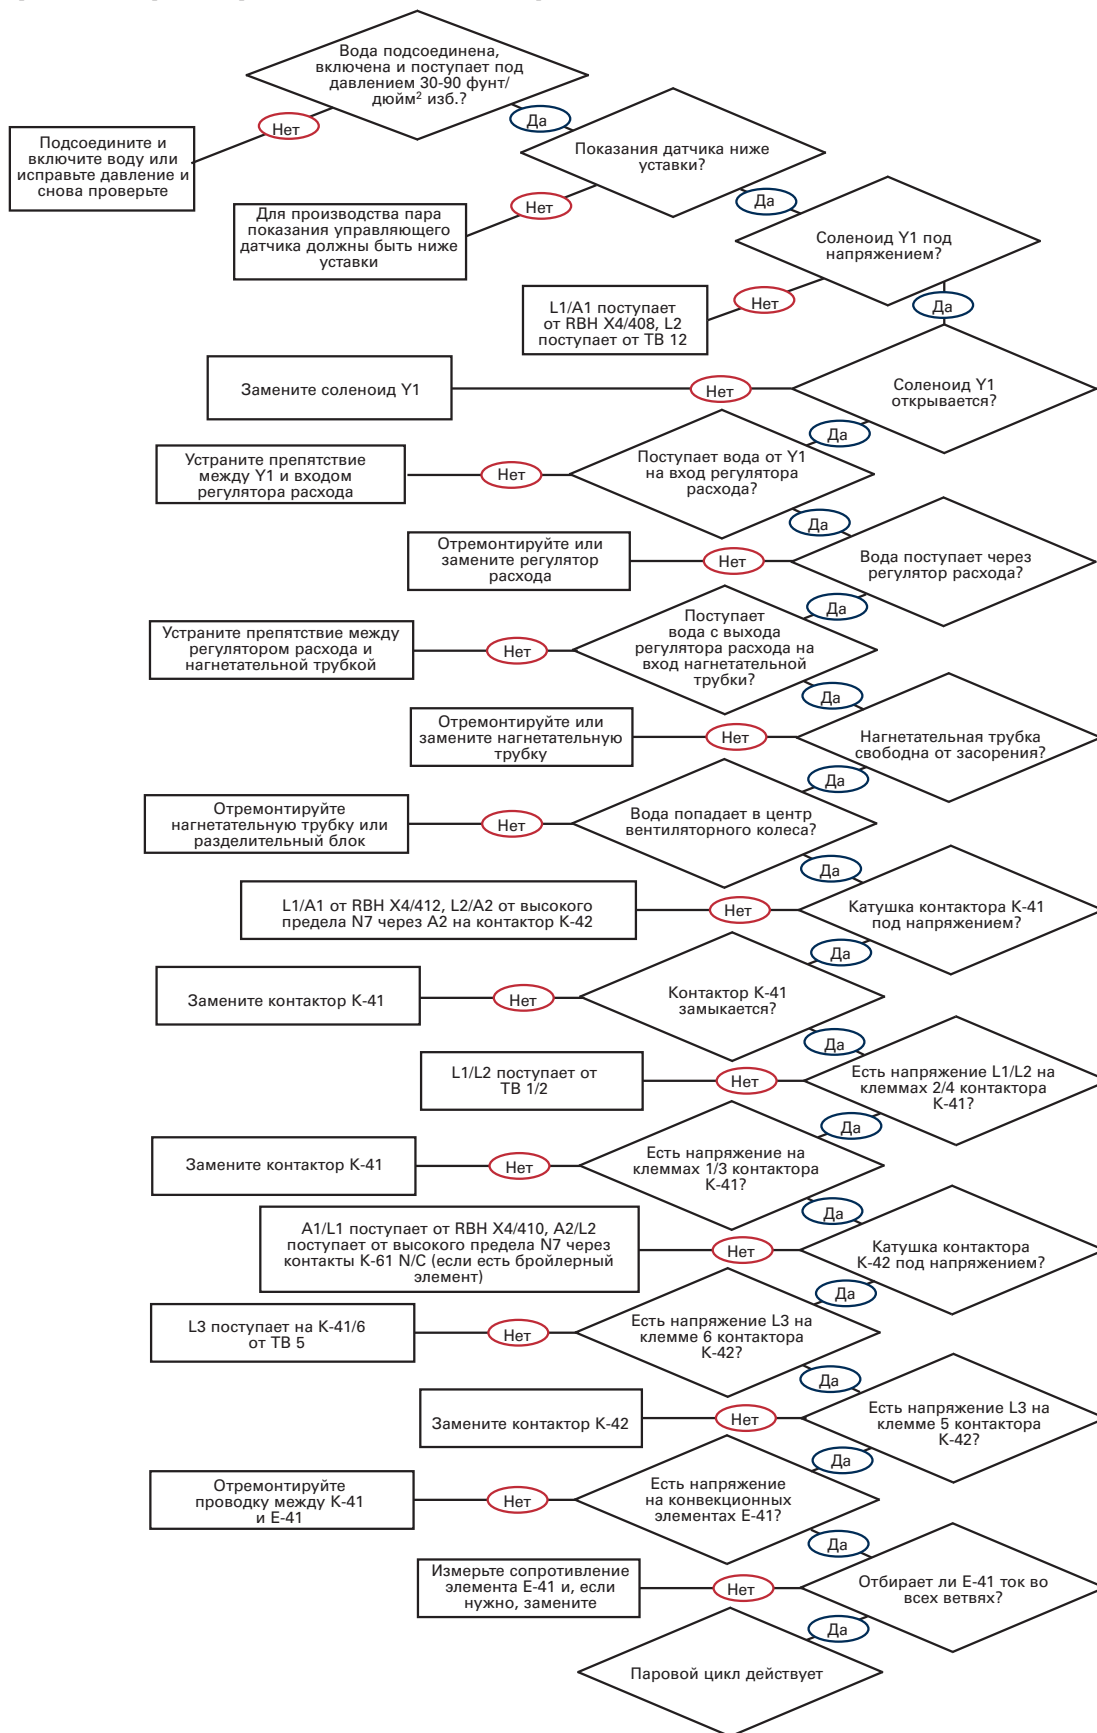 Вода подсоединена,
включена и поступает под
давлением 30-90 фунт/
дюйм² изб.?
Нет
Да
Подсоедините и
включите воду или
исправьте давление и
снова проверьте
Показания датчика ниже
уставки?
Нет
Да
Для производства пара
показания управляющего
датчика должны быть ниже
уставки
Соленоид Y1 под
напряжением?
Нет
Да
L1/A1 поступает
от RBH X4/408, L2
поступает от ТВ 12
Соленоид Y1
открывается?
Нет
Замените соленоид Y1
Да
Поступает вода от Y1
на вход регулятора
расхода?
Нет
Устраните препятствие
между Y1 и входом
регулятора расхода
Да
Вода поступает через
регулятор расхода?
Нет
Отремонтируйте или
замените регулятор
расхода
Да
Поступает
вода с выхода
регулятора расхода на
вход нагнетательной
трубки?
Нет
Устраните препятствие между
регулятором расхода и
нагнетательной трубкой
Да
Нагнетательная трубка
свободна от засорения?
Нет
Отремонтируйте или
замените нагнетательную
трубку
Да
Вода попадает в центр
вентиляторного колеса?
Нет
Отремонтируйте
нагнетательную трубку или
разделительный блок
Да
Катушка контактора К-41
под напряжением?
Нет
L1/A1 от RBH X4/412, L2/A2 от высокого
предела N7 через А2 на контактор К-42
Да
Контактор К-41
замыкается?
Нет
Замените контактор К-41
Да
Есть напряжение L1/L2 на
клеммах 2/4 контактора
К-41?
Нет
L1/L2 поступает от
ТВ 1/2
Да
Есть напряжение на
клеммах 1/3 контактора
К-41?
Нет
Замените контактор К-41
Да
Катушка контактора
К-42 под напряжением?
Нет
A1/L1 поступает от RBH X4/410, A2/L2
поступает от высокого предела N7 через
контакты К-61 N/C (если есть бройлерный
элемент)
Да
Есть напряжение L3 на
клемме 6 контактора
К-42?
Нет
L3 поступает на К-41/6
от ТВ 5
Да
Есть напряжение L3 на
клемме 5 контактора
К-42?
Нет
Замените контактор К-42
Да
Есть напряжение
на конвекционных
элементах Е-41?
Нет
Отремонтируйте
проводку между К-41
и Е-41
Да
Отбирает ли Е-41 ток во
всех ветвях?
Нет
Измерьте сопротивление
элемента Е-41 и, если
нужно, замените
Да
Паровой цикл действует